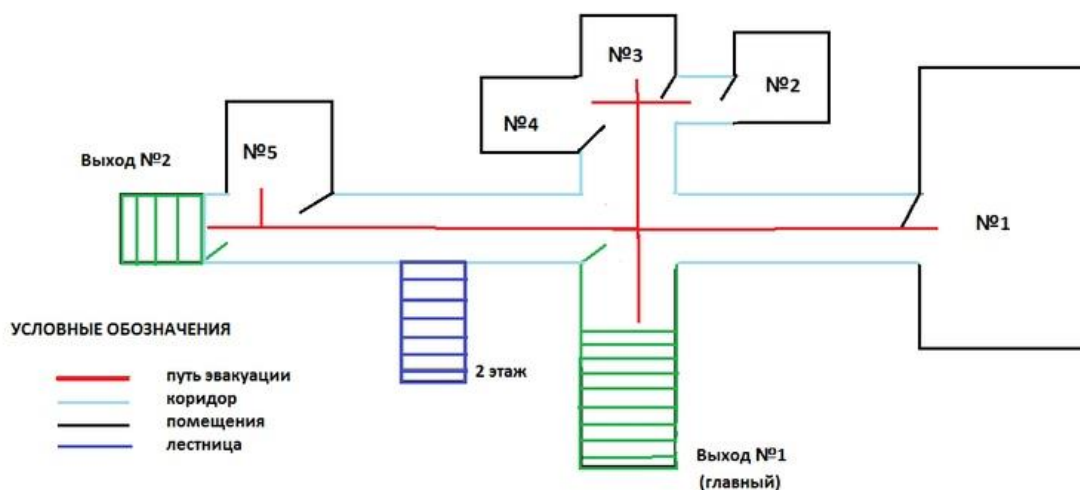 №3
№2
№4
№5
Выход №2
№1
УСЛОВНЫЕ ОБОЗНАЧЕНИЯ
путь эвакуации
коридор
помещения
лестница
2 этаж
Выход №1
(главный)